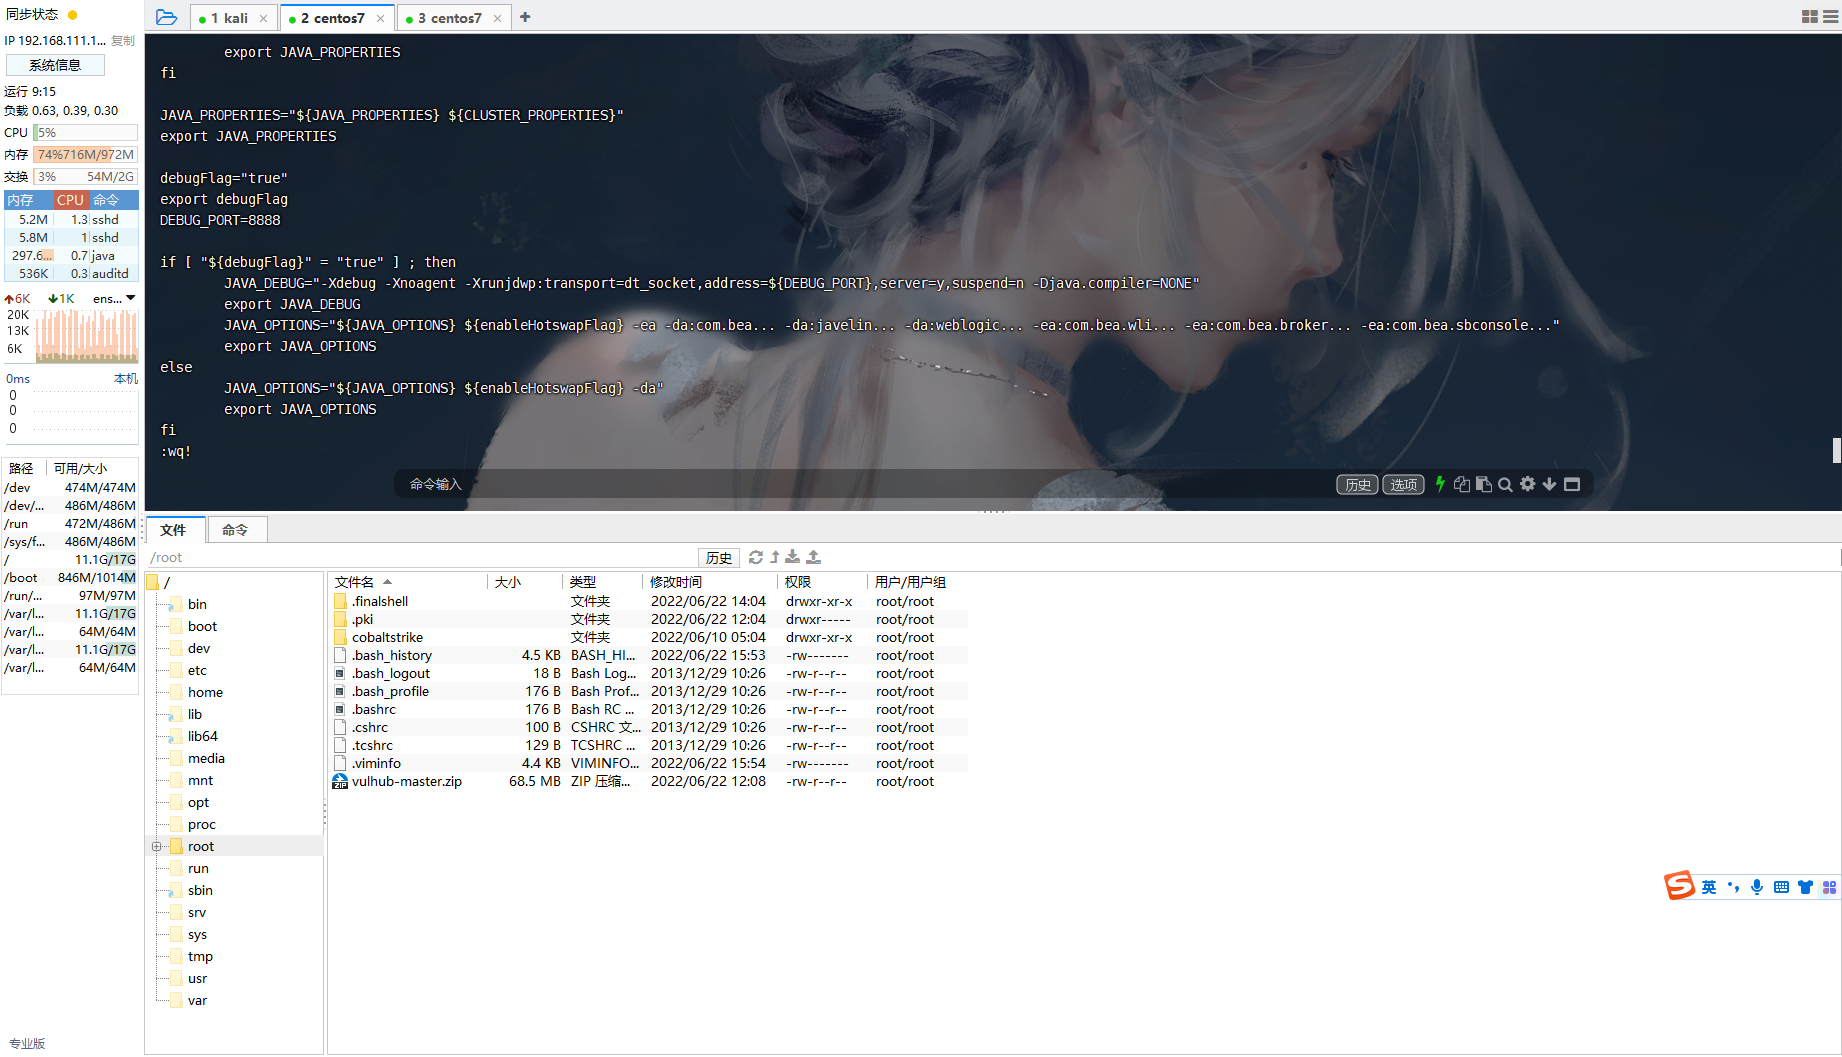 同步状态
IP 192.168.111.1... 复制
系统信息
运行 9:15
负载 0.63, 0.39, 0.30
CPU 5%
内存 74% 716M/972M
交换 3% 54M/2G
内存 CPU 命令
5.2M 1.3 sshd
5.8M 1 sshd
297.6... 0.7 java
536K 0.3 auditd
6K 1K ens...
20K
13K
6K
0ms 本机
0
0
0
路径 可用/大小
/dev 474M/474M
/dev/... 486M/486M
/run 472M/486M
/sys/f... 486M/486M
/ 11.1G/17G
/boot 846M/1014M
/run/... 97M/97M
/var/l... 11.1G/17G
/var/l... 64M/64M
/var/l... 11.1G/17G
/var/l... 64M/64M
专业版
1 kali
2 centos7
3 centos7
export JAVA_PROPERTIES
fi
JAVA_PROPERTIES="${JAVA_PROPERTIES} ${CLUSTER_PROPERTIES}"
export JAVA_PROPERTIES
debugFlag="true"
export debugFlag
DEBUG_PORT=8888
if [ "${debugFlag}" = "true" ] ; then
JAVA_DEBUG="-Xdebug -Xnoagent -Xrunjdwp:transport=dt_socket,address=${DEBUG_PORT},server=y,suspend=n -Djava.compiler=NONE"
export JAVA_DEBUG
JAVA_OPTIONS="${JAVA_OPTIONS} ${enableHotswapFlag} -ea -da:com.bea... -da:javelin... -da:weblogic... -ea:com.bea.wli... -ea:com.bea.broker... -ea:com.bea.sbconsole..."
export JAVA_OPTIONS
else
JAVA_OPTIONS="${JAVA_OPTIONS} ${enableHotswapFlag} -da"
export JAVA_OPTIONS
fi
:wq!
命令输入 历史 选项
文件 命令
/root 历史
/
bin
boot
dev
etc
home
lib
lib64
media
mnt
opt
proc
root
run
sbin
srv
sys
tmp
usr
var
文件名 大小 类型 修改时间 权限 用户/用户组
.finalshell 文件夹 2022/06/22 14:04 drwxr-xr-x root/root
.pki 文件夹 2022/06/22 12:04 drwxr----- root/root
cobaltstrike 文件夹 2022/06/10 05:04 drwxr-xr-x root/root
.bash_history 4.5 KB BASH_HI... 2022/06/22 15:53 -rw------- root/root
.bash_logout 18 B Bash Log... 2013/12/29 10:26 -rw-r--r-- root/root
.bash_profile 176 B Bash Prof... 2013/12/29 10:26 -rw-r--r-- root/root
.bashrc 176 B Bash RC ... 2013/12/29 10:26 -rw-r--r-- root/root
.cshrc 100 B CSHRC 文... 2013/12/29 10:26 -rw-r--r-- root/root
.tcshrc 129 B TCSHRC ... 2013/12/29 10:26 -rw-r--r-- root/root
.viminfo 4.4 KB VIMINFO... 2022/06/22 15:54 -rw------- root/root
vulhub-master.zip 68.5 MB ZIP 压缩... 2022/06/22 12:08 -rw-r--r-- root/root
英